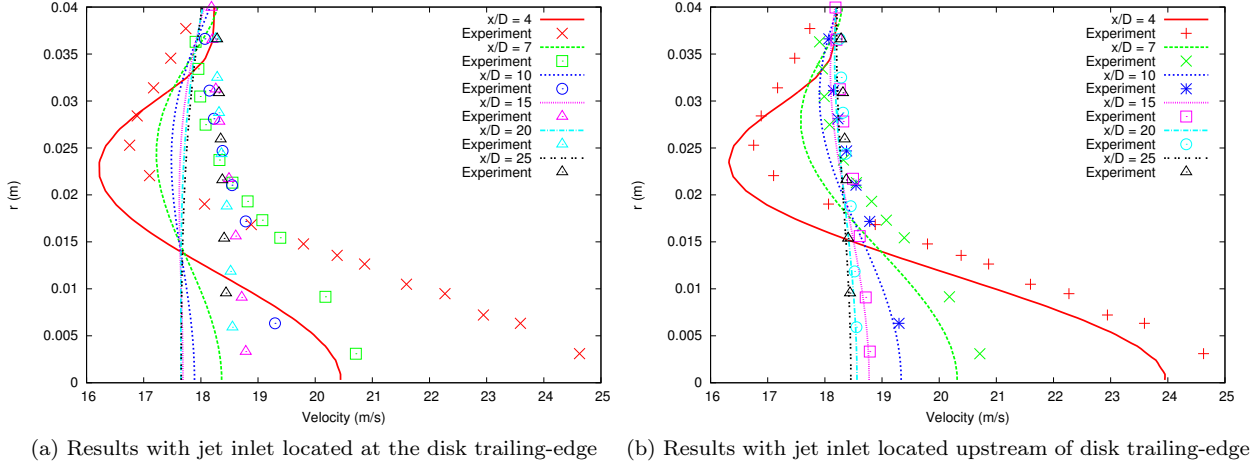 0.04
0.035
0.03
0.025
0.02
0.015
0.01
0.005
0
r (m)
16 17 18 19 20 21 22 23 24 25
Velocity (m/s)
x/D = 4
Experiment
x/D = 7
Experiment
x/D = 10
Experiment
x/D = 15
Experiment
x/D = 20
Experiment
x/D = 25
Experiment
(a) Results with jet inlet located at the disk trailing-edge
0.04
0.035
0.03
0.025
0.02
0.015
0.01
0.005
0
r (m)
16 17 18 19 20 21 22 23 24 25
Velocity (m/s)
x/D = 4
Experiment
x/D = 7
Experiment
x/D = 10
Experiment
x/D = 15
Experiment
x/D = 20
Experiment
x/D = 25
Experiment
(b) Results with jet inlet located upstream of disk trailing-edge